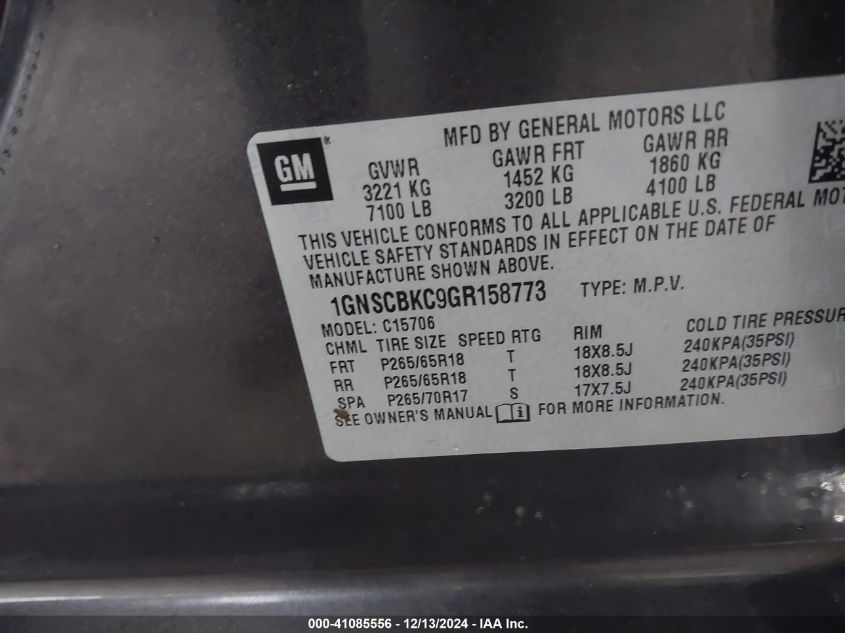 MFD BY GENERAL MOTORS LLC
GM®
GVWR GAWR FRT GAWR RR
3221 KG 1452 KG 1860 KG
7100 LB 3200 LB 4100 LB
THIS VEHICLE CONFORMS TO ALL APPLICABLE U.S. FEDERAL MOT
VEHICLE SAFETY STANDARDS IN EFFECT ON THE DATE OF
MANUFACTURE SHOWN ABOVE.
1GNSCBKC9GR158773 TYPE: M.P.V.
MODEL: C15706
CHML TIRE SIZE SPEED RTG RIM COLD TIRE PRESSUR
FRT P265/65R18 T 18X8.5J 240KPA(35PSI)
RR P265/65R18 T 18X8.5J 240KPA(35PSI)
SPA P265/70R17 S 17X7.5J 240KPA(35PSI)
SEE OWNER'S MANUAL i FOR MORE INFORMATION.
000-41085556 - 12/13/2024 - IAA Inc.